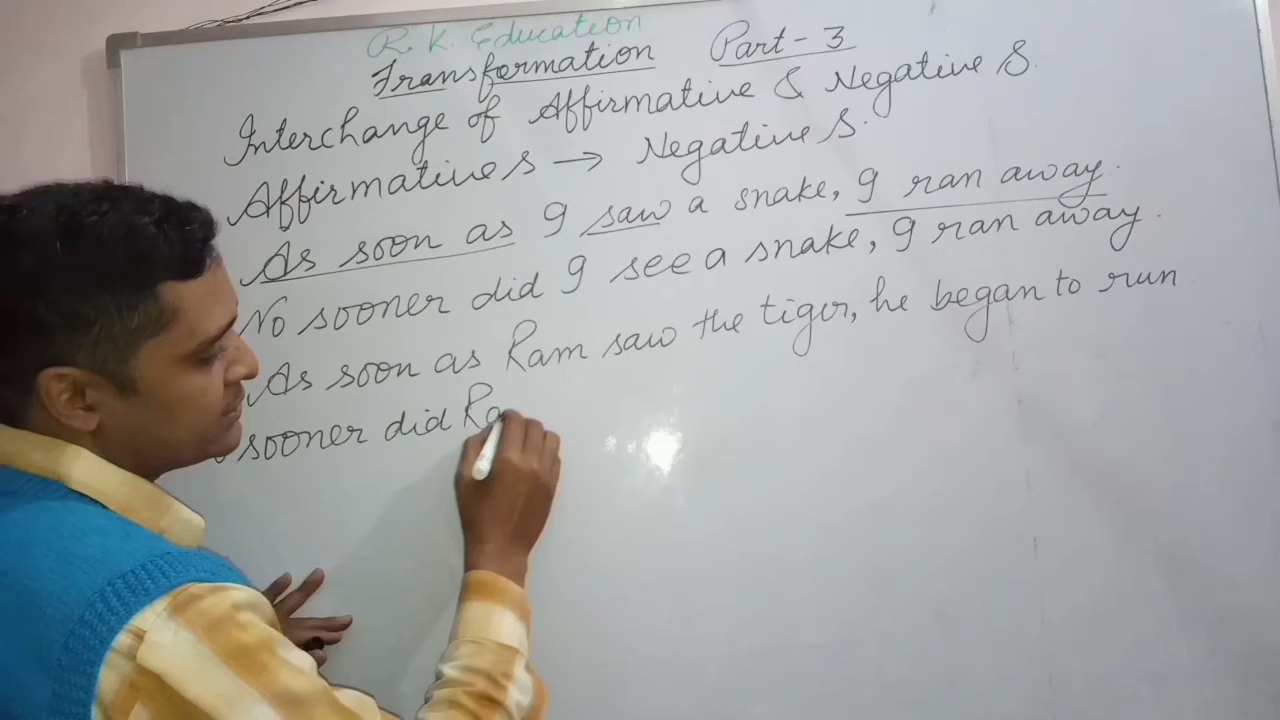 R. K. Education
Transformation Part-3
Interchange of Affirmative & Negative S.
Affirmative S → Negative S.
As soon as I saw a snake, I ran away.
No sooner did I see a snake, I ran away.
As soon as Ram saw the tiger, he began to run.
sooner did Ra